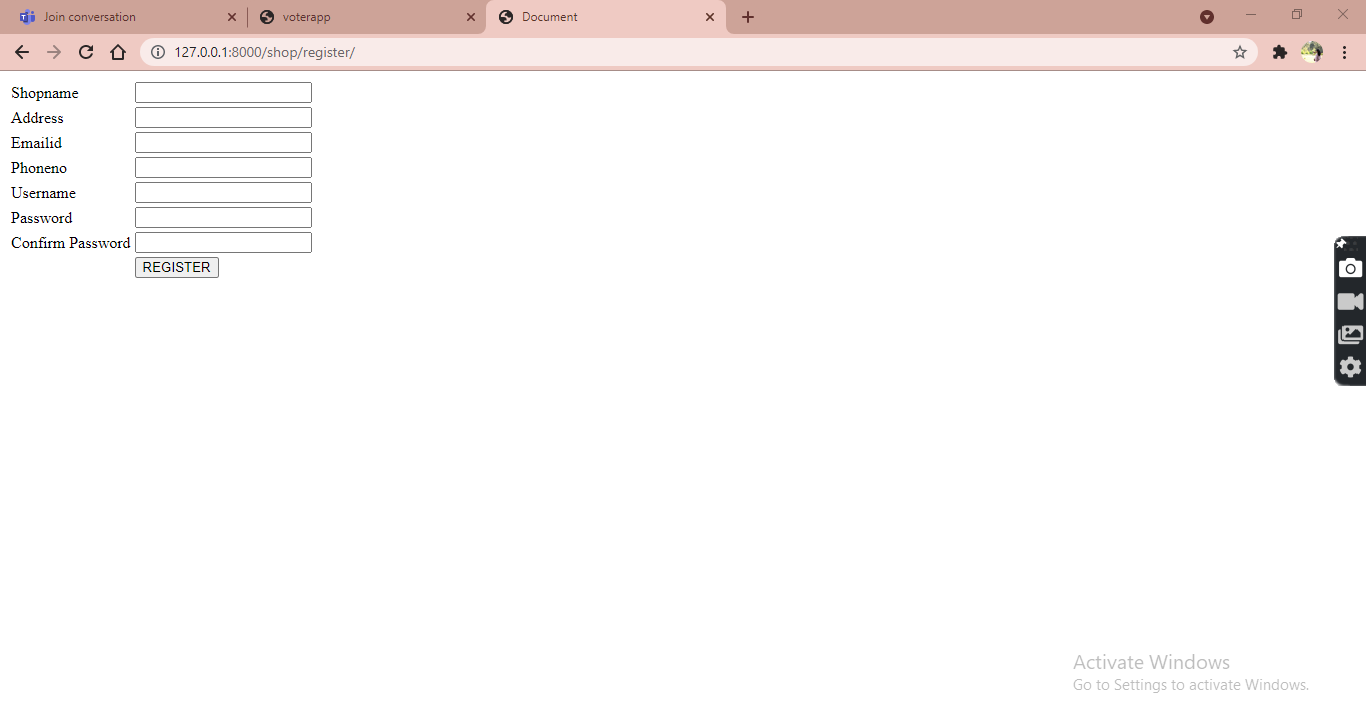 Join conversation
voterapp
Document
127.0.0.1:8000/shop/register/
Shopname
Address
Emailid
Phoneno
Username
Password
Confirm Password
REGISTER
Activate Windows
Go to Settings to activate Windows.